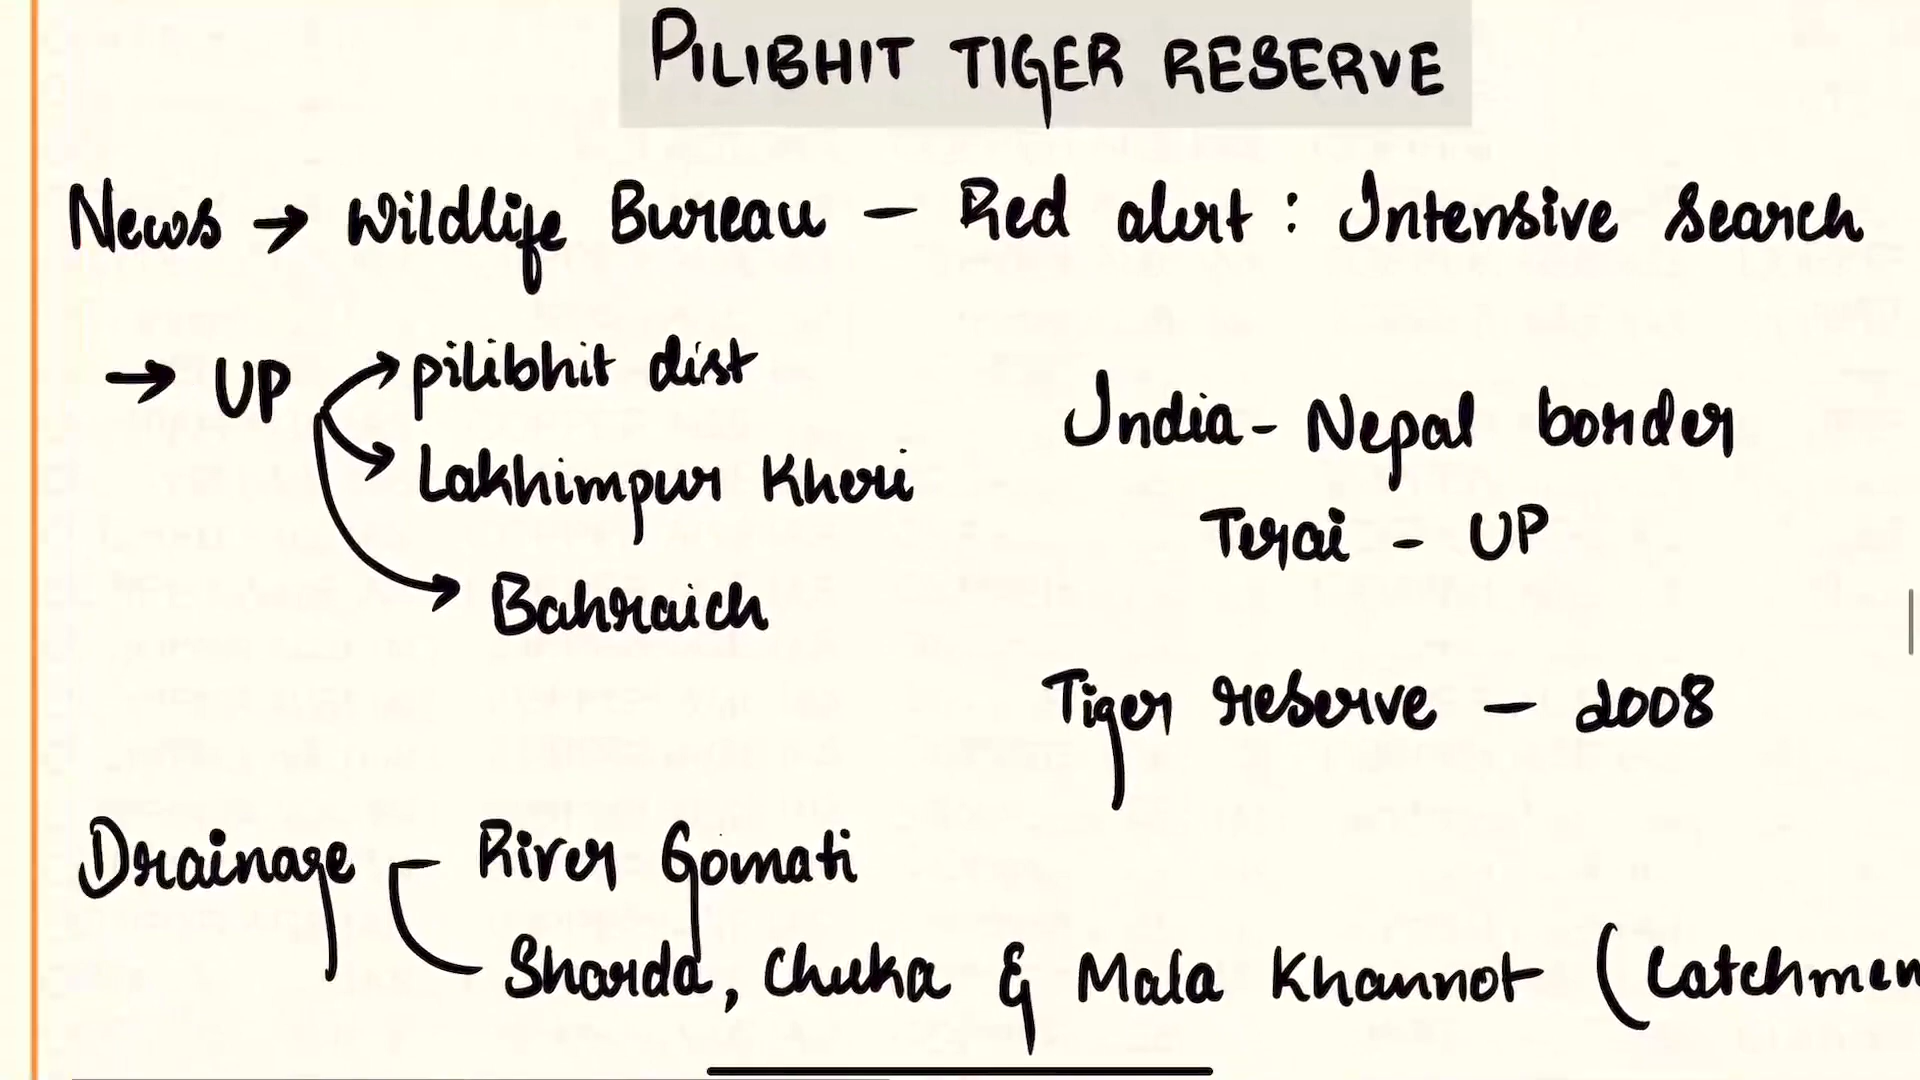 PILIBHIT TIGER RESERVE
News → Wildlife Bureau – Red alert : Intensive Search
→ UP → pilibhit dist
→ Lakhimpur Kheri
→ Bahraich
India - Nepal border
Terai - UP
Tiger reserve – 2008
Drainage – River Gomati
Sharda, Chuka & Mala Khannot (Catchmen